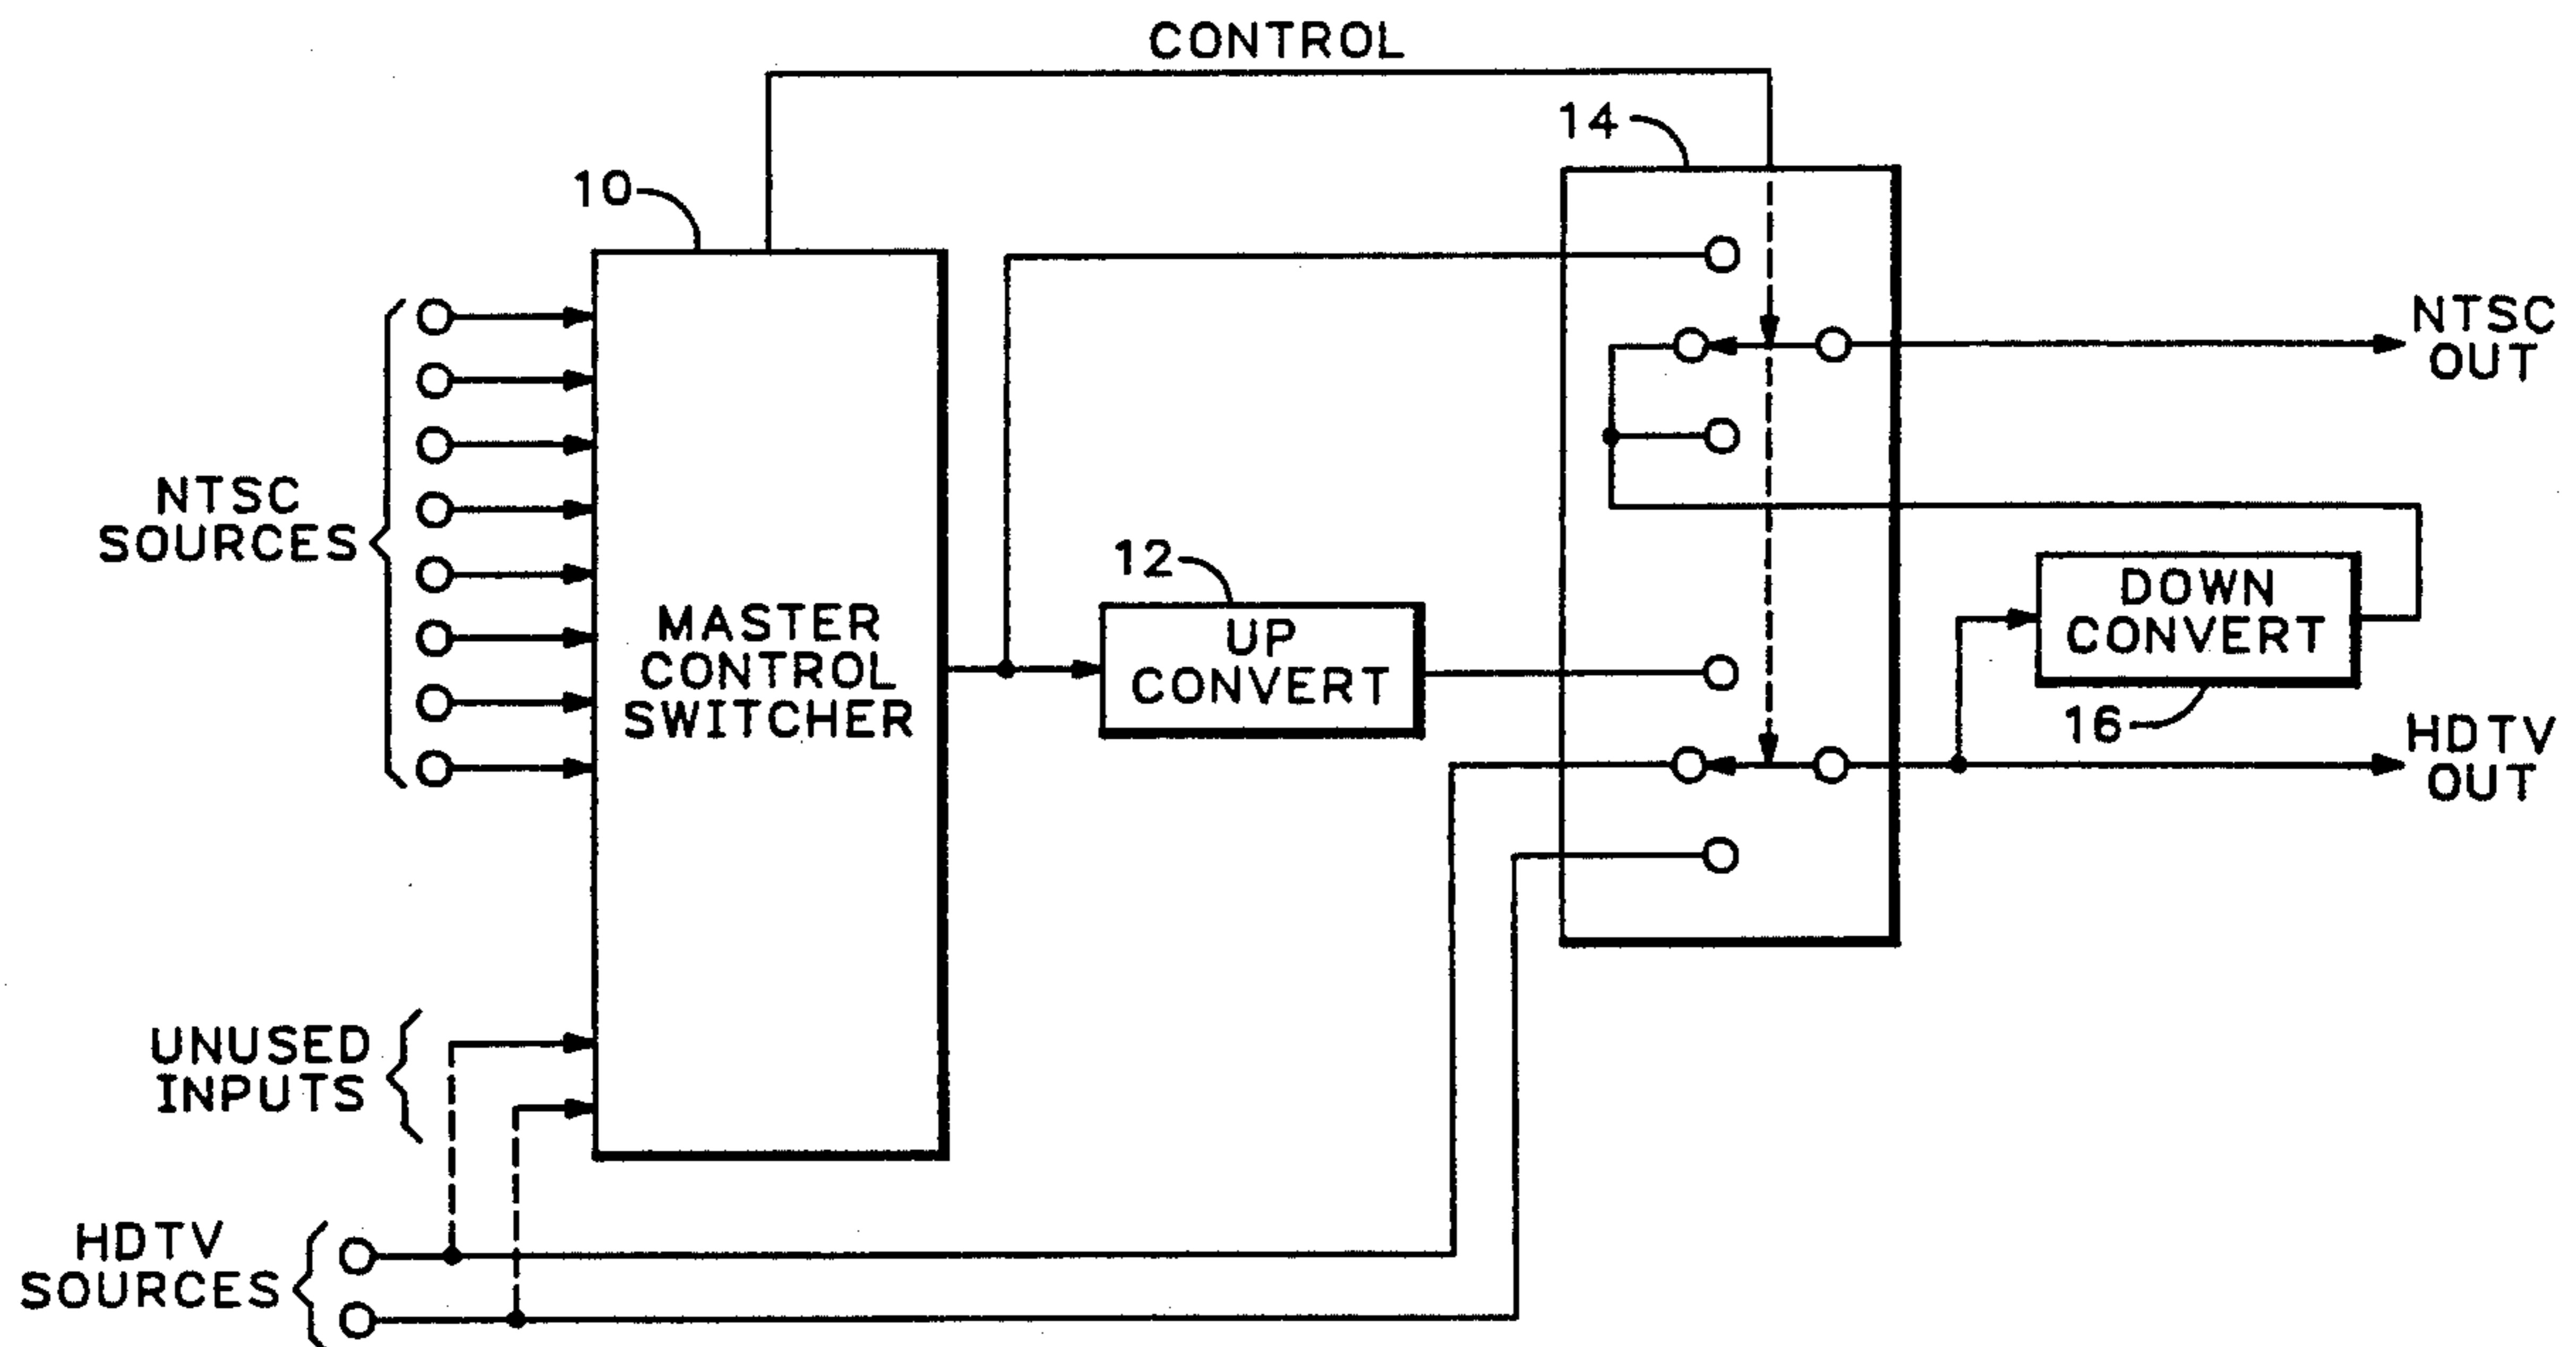 CONTROL
14
10
NTSC
OUT
NTSC
SOURCES
12
UP
CONVERT
DOWN
CONVERT
16
MASTER
CONTROL
SWITCHER
HDTV
OUT
UNUSED
INPUTS
HDTV
SOURCES